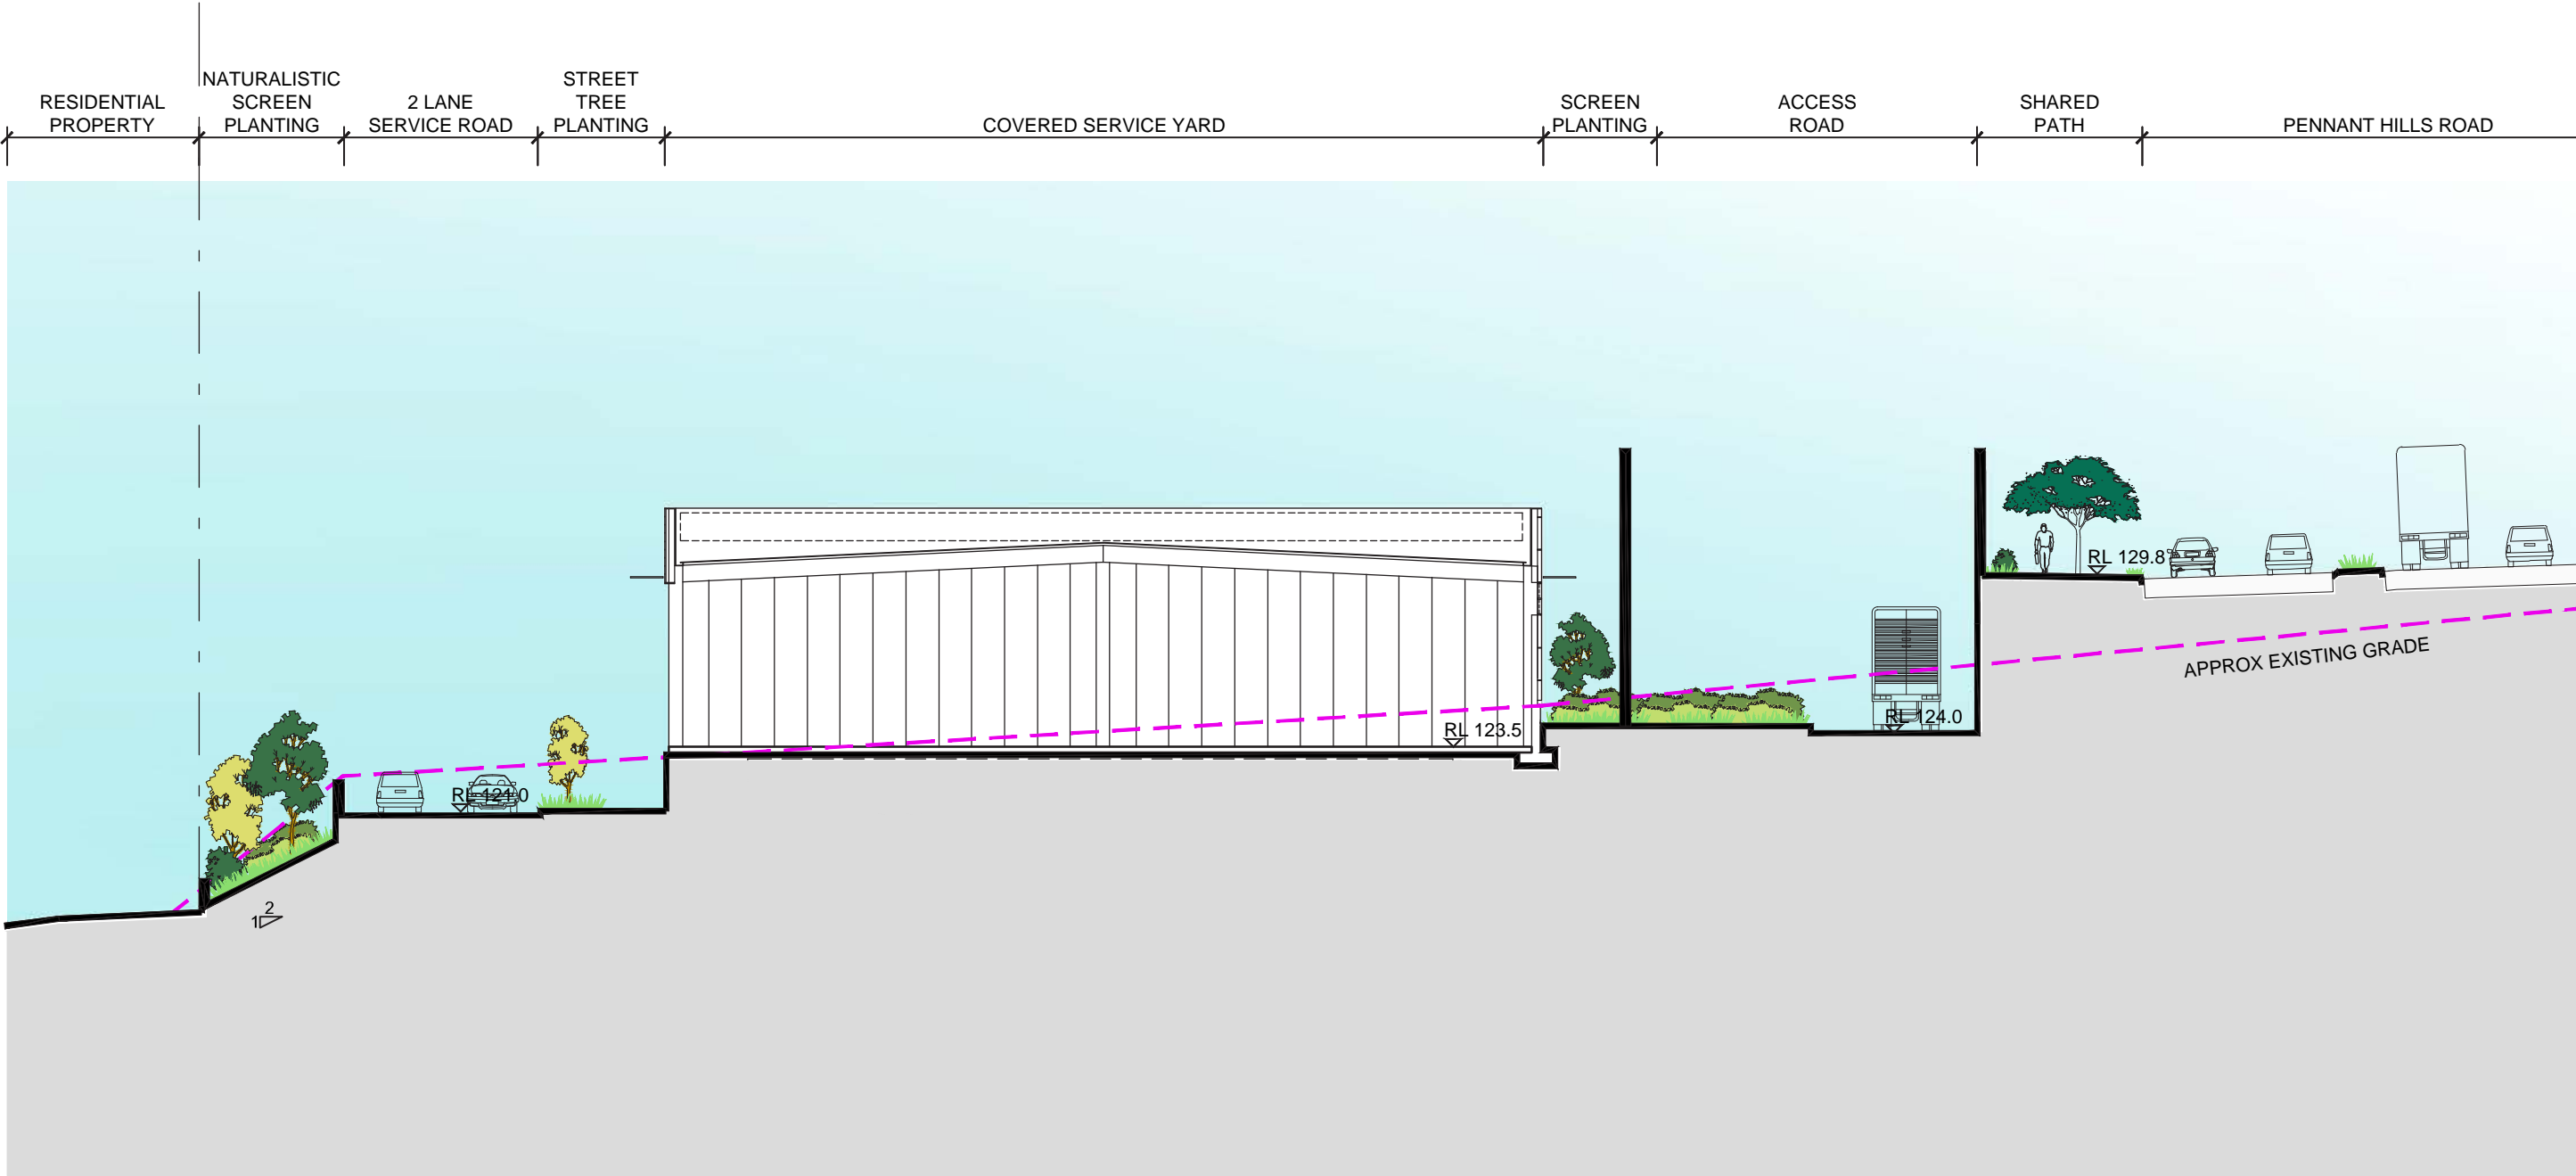 RESIDENTIAL
PROPERTY
NATURALISTIC
SCREEN
PLANTING
2 LANE
SERVICE ROAD
STREET
TREE
PLANTING
COVERED SERVICE YARD
SCREEN
PLANTING
ACCESS
ROAD
SHARED
PATH
PENNANT HILLS ROAD
RL 129.8
APPROX EXISTING GRADE
RL 124.0
RL 123.5
RL 121.0
2
1